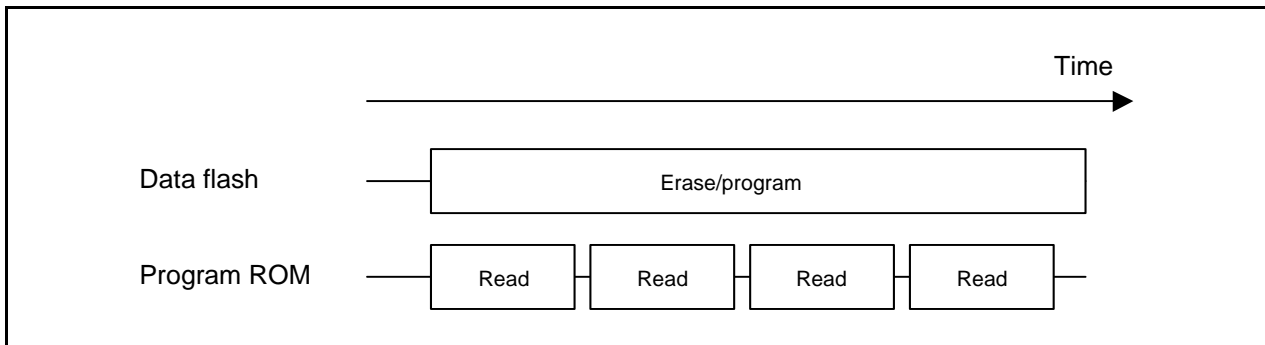 Time
Data flash
Erase/program
Program ROM
Read
Read
Read
Read